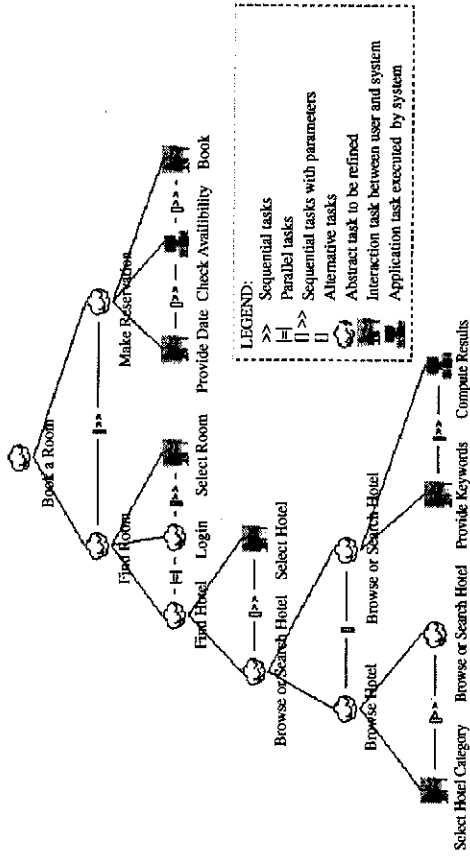 Book a Room
Find Room
Make Reservation
Find Hotel
Login
Select Room
Provide Date
Check Availibility
Book
Browse or Search Hotel
Select Hotel
Browse Hotel
Browse or Search Hotel
Select Hotel Category
Browse or Search Hotel
Provide Keywords
Compute Results
LEGEND:
>> Sequential tasks
|=| Parallel tasks
[]>> Sequential tasks with parameters
[] Alternative tasks
Abstract task to be refined
Interaction task between user and system
Application task executed by system